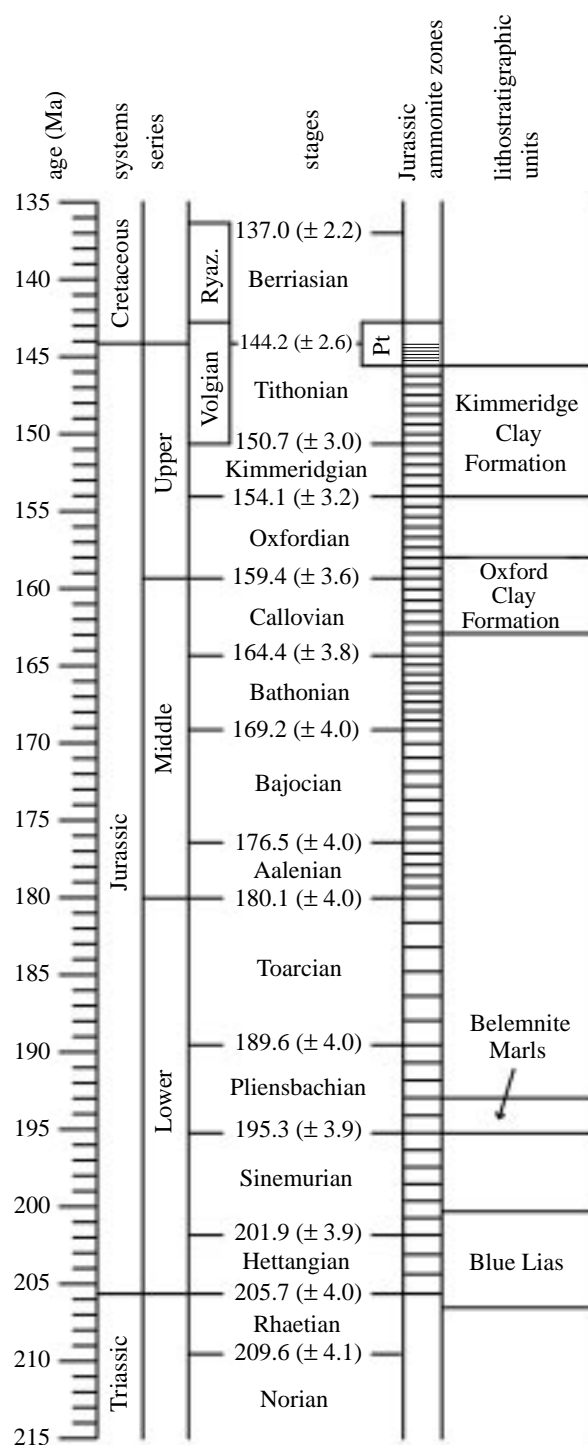 age (Ma)
systems
series
stages
Jurassic
ammonite zones
lithostratigraphic
units
135
140
145
150
155
160
165
170
175
180
185
190
195
200
205
210
215
Cretaceous
Jurassic
Triassic
Upper
Middle
Lower
Ryaz.
Volgian
137.0 (± 2.2)
Berriasian
144.2 (± 2.6)
Tithonian
150.7 (± 3.0)
Kimmeridgian
154.1 (± 3.2)
Oxfordian
159.4 (± 3.6)
Callovian
164.4 (± 3.8)
Bathonian
169.2 (± 4.0)
Bajocian
176.5 (± 4.0)
Aalenian
180.1 (± 4.0)
Toarcian
189.6 (± 4.0)
Pliensbachian
195.3 (± 3.9)
Sinemurian
201.9 (± 3.9)
Hettangian
205.7 (± 4.0)
Rhaetian
209.6 (± 4.1)
Norian
Pt
Kimmeridge
Clay
Formation
Oxford
Clay
Formation
Belemnite
Marls
Blue Lias